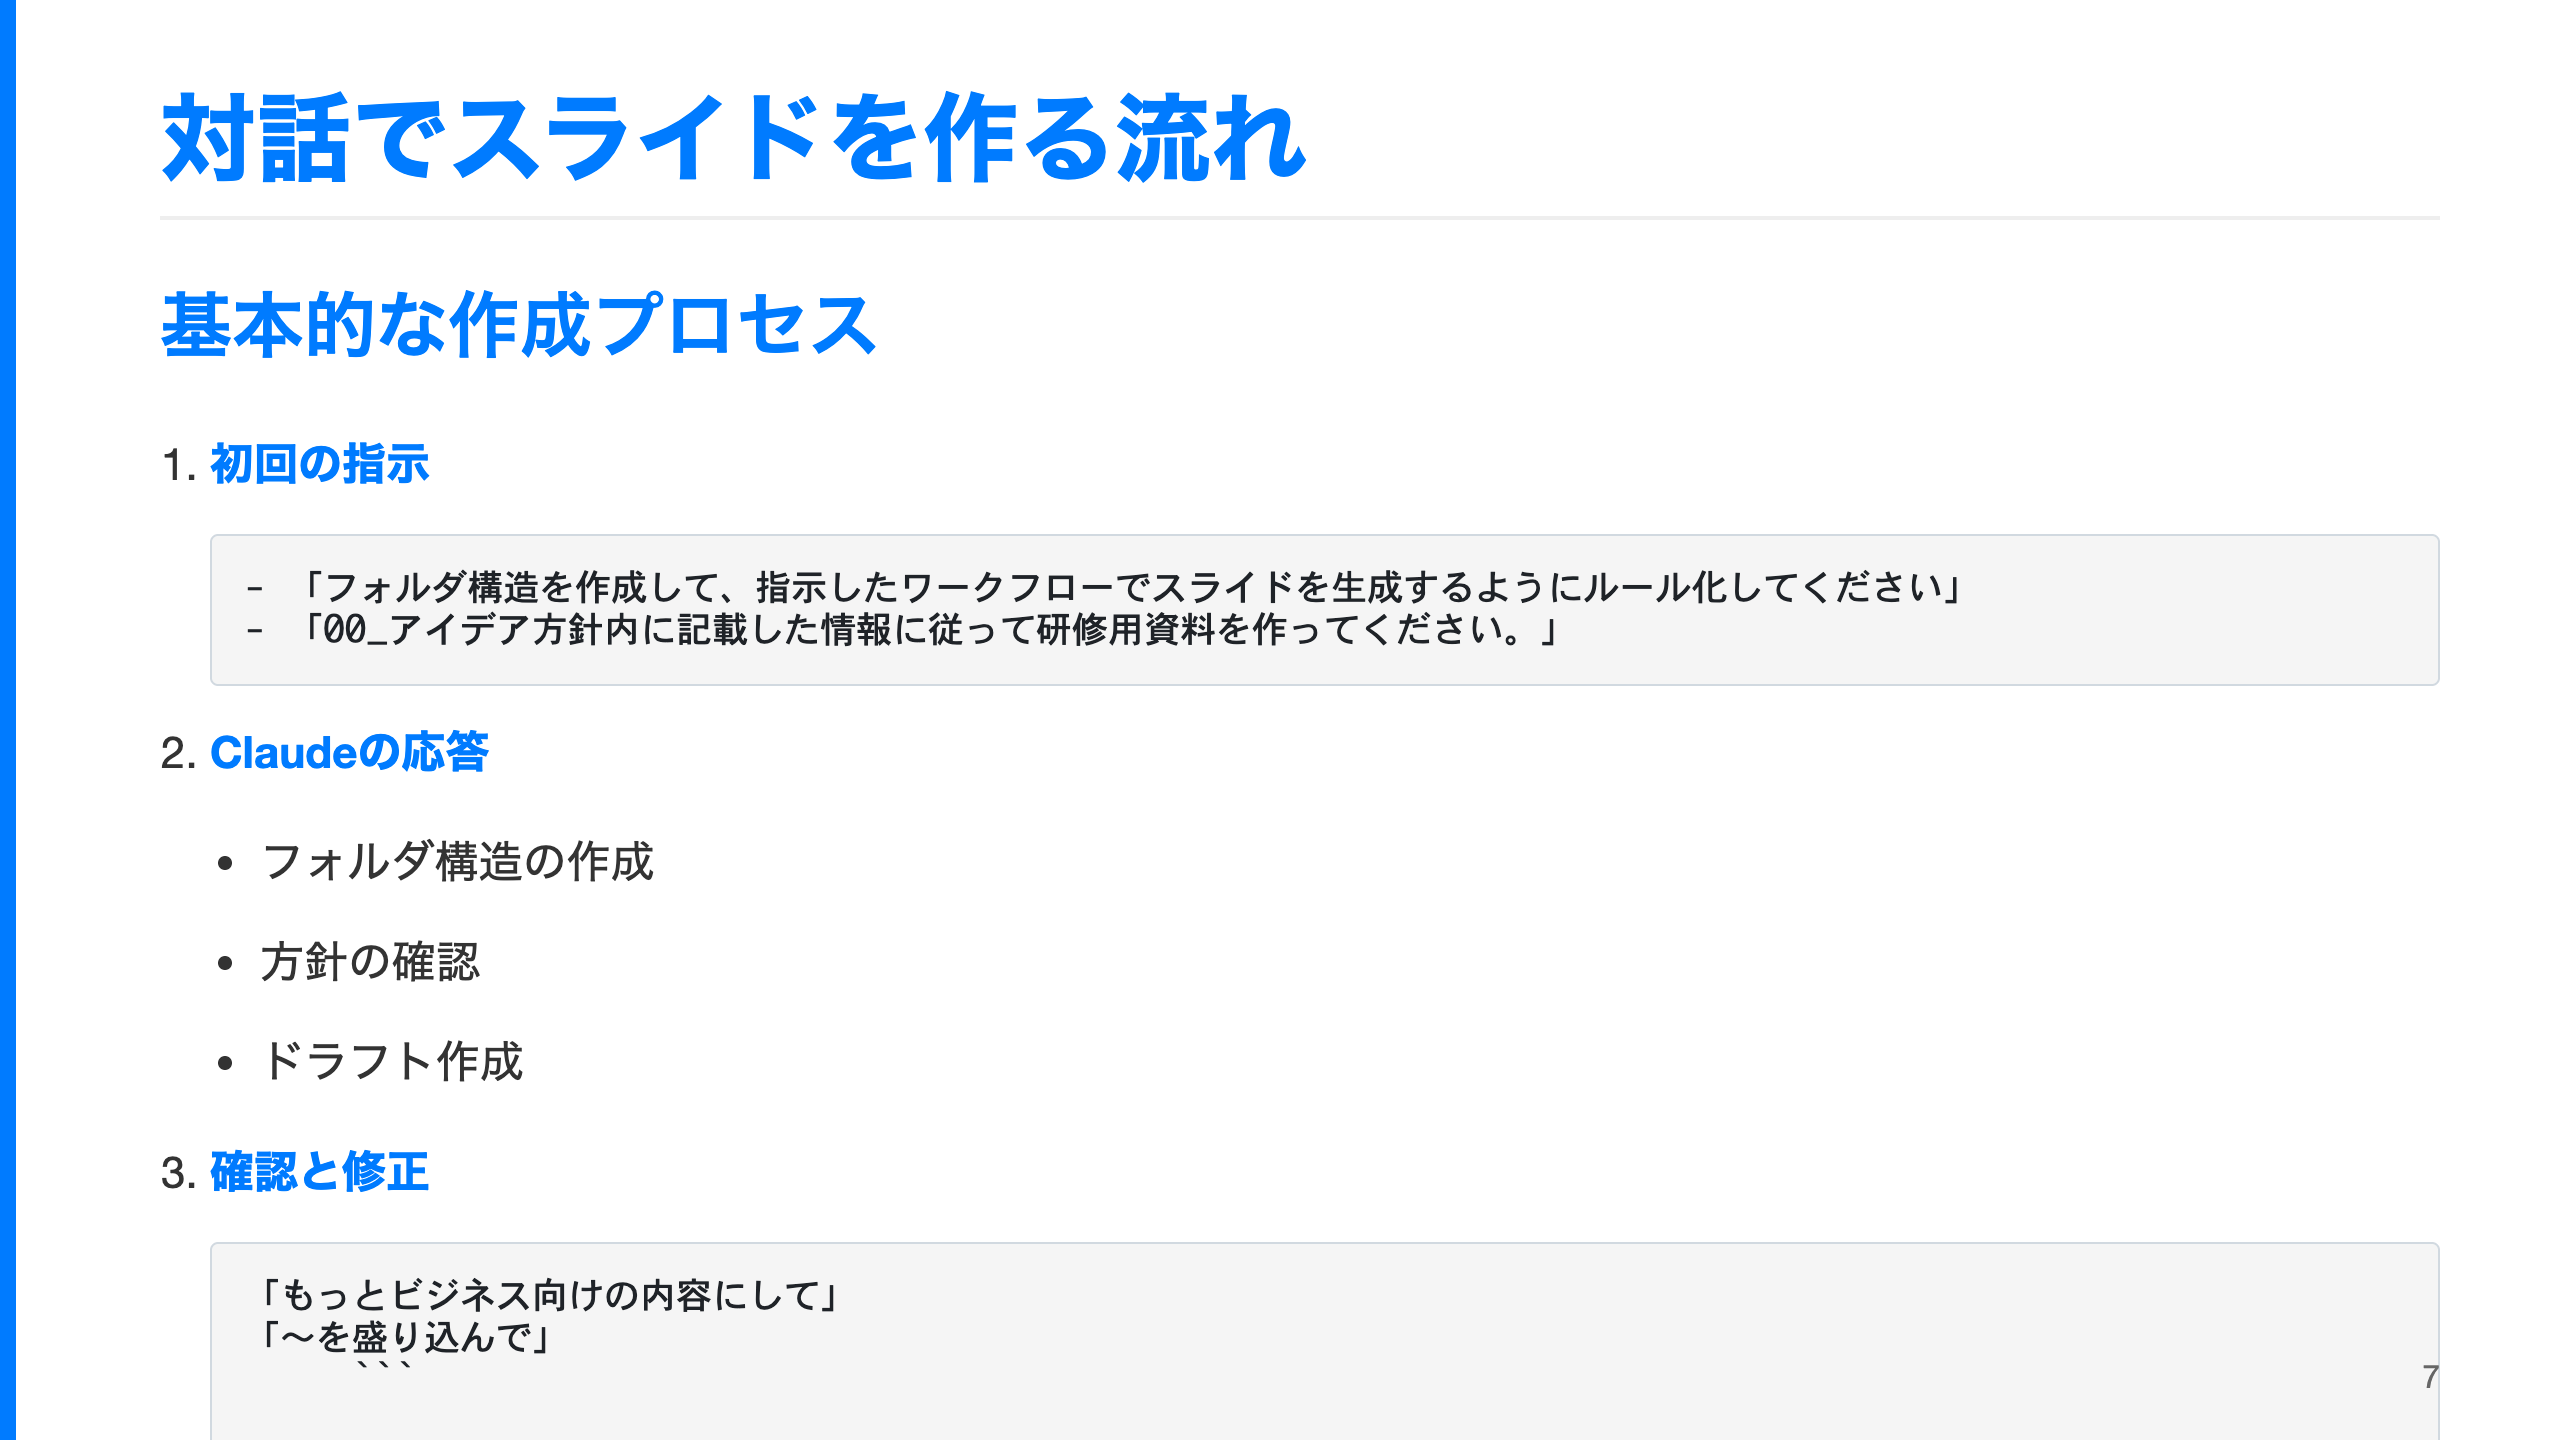 対話でスライドを作る流れ
基本的な作成プロセス
1. 初回の指示
- 「フォルダ構造を作成して、指示したワークフローでスライドを生成するようにルール化してください」
- 「00_アイデア方針内に記載した情報に従って研修用資料を作ってください。」
2. Claudeの応答
• フォルダ構造の作成
• 方針の確認
• ドラフト作成
3. 確認と修正
「もっとビジネス向けの内容にして」
「〜を盛り込んで」
```
7